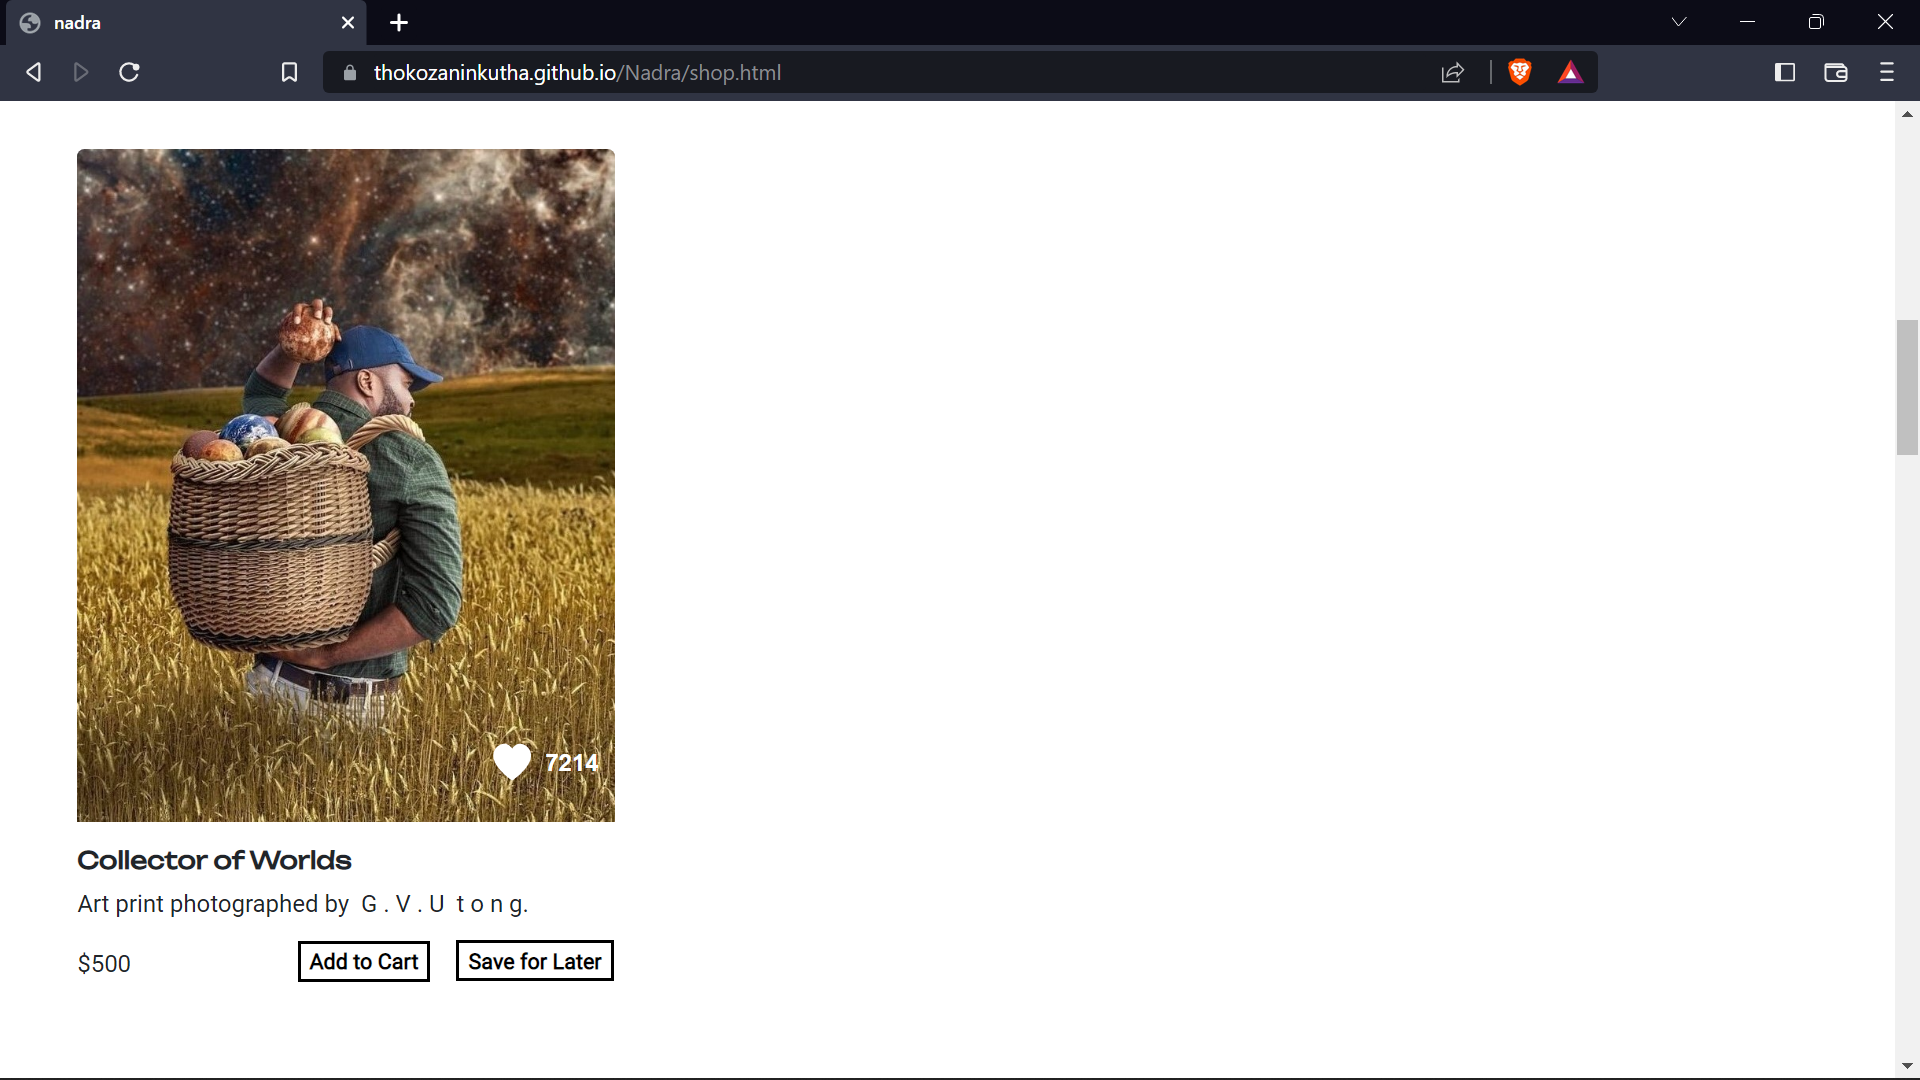 nadra
thokozaninkutha.github.io/Nadra/shop.html
7214
Collector of Worlds
Art print photographed by G . V . U t o n g.
$500 Add to Cart Save for Later